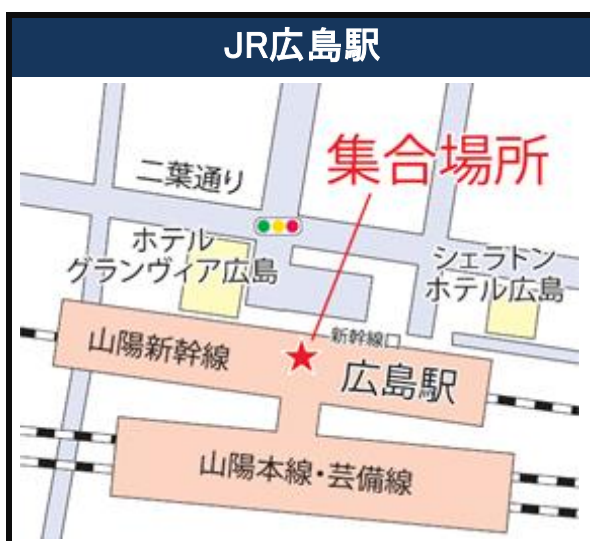 JR広島駅
集合場所
二葉通り
ホテル
グランヴィア広島
シェラトン
ホテル広島
新幹線口
山陽新幹線
広島駅
山陽本線・芸備線